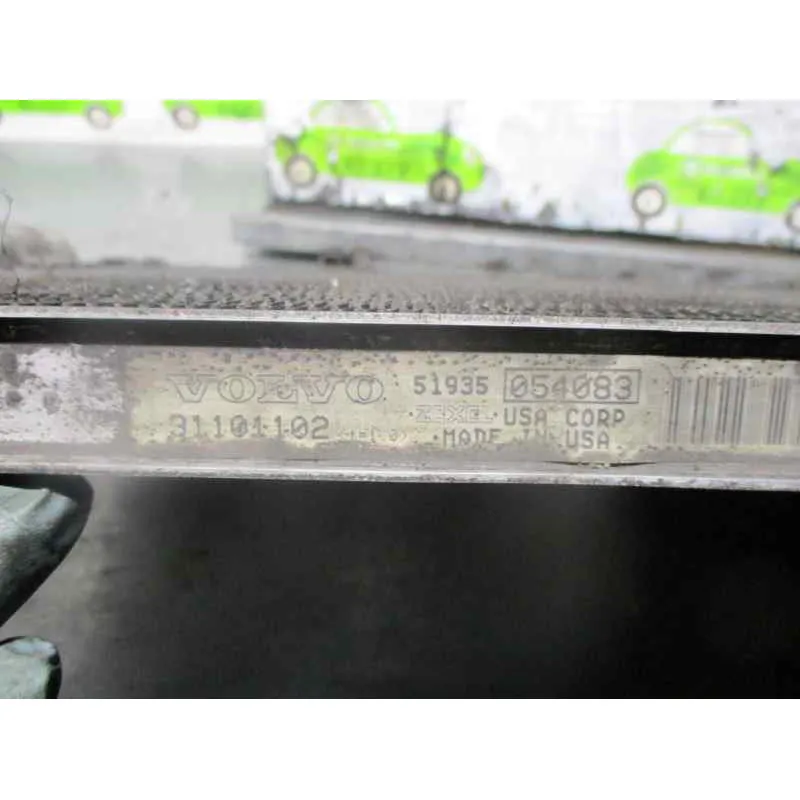 VOLVO 51935 054083
31101102 ·ZEXEL· USA CORP
·MADE IN USA